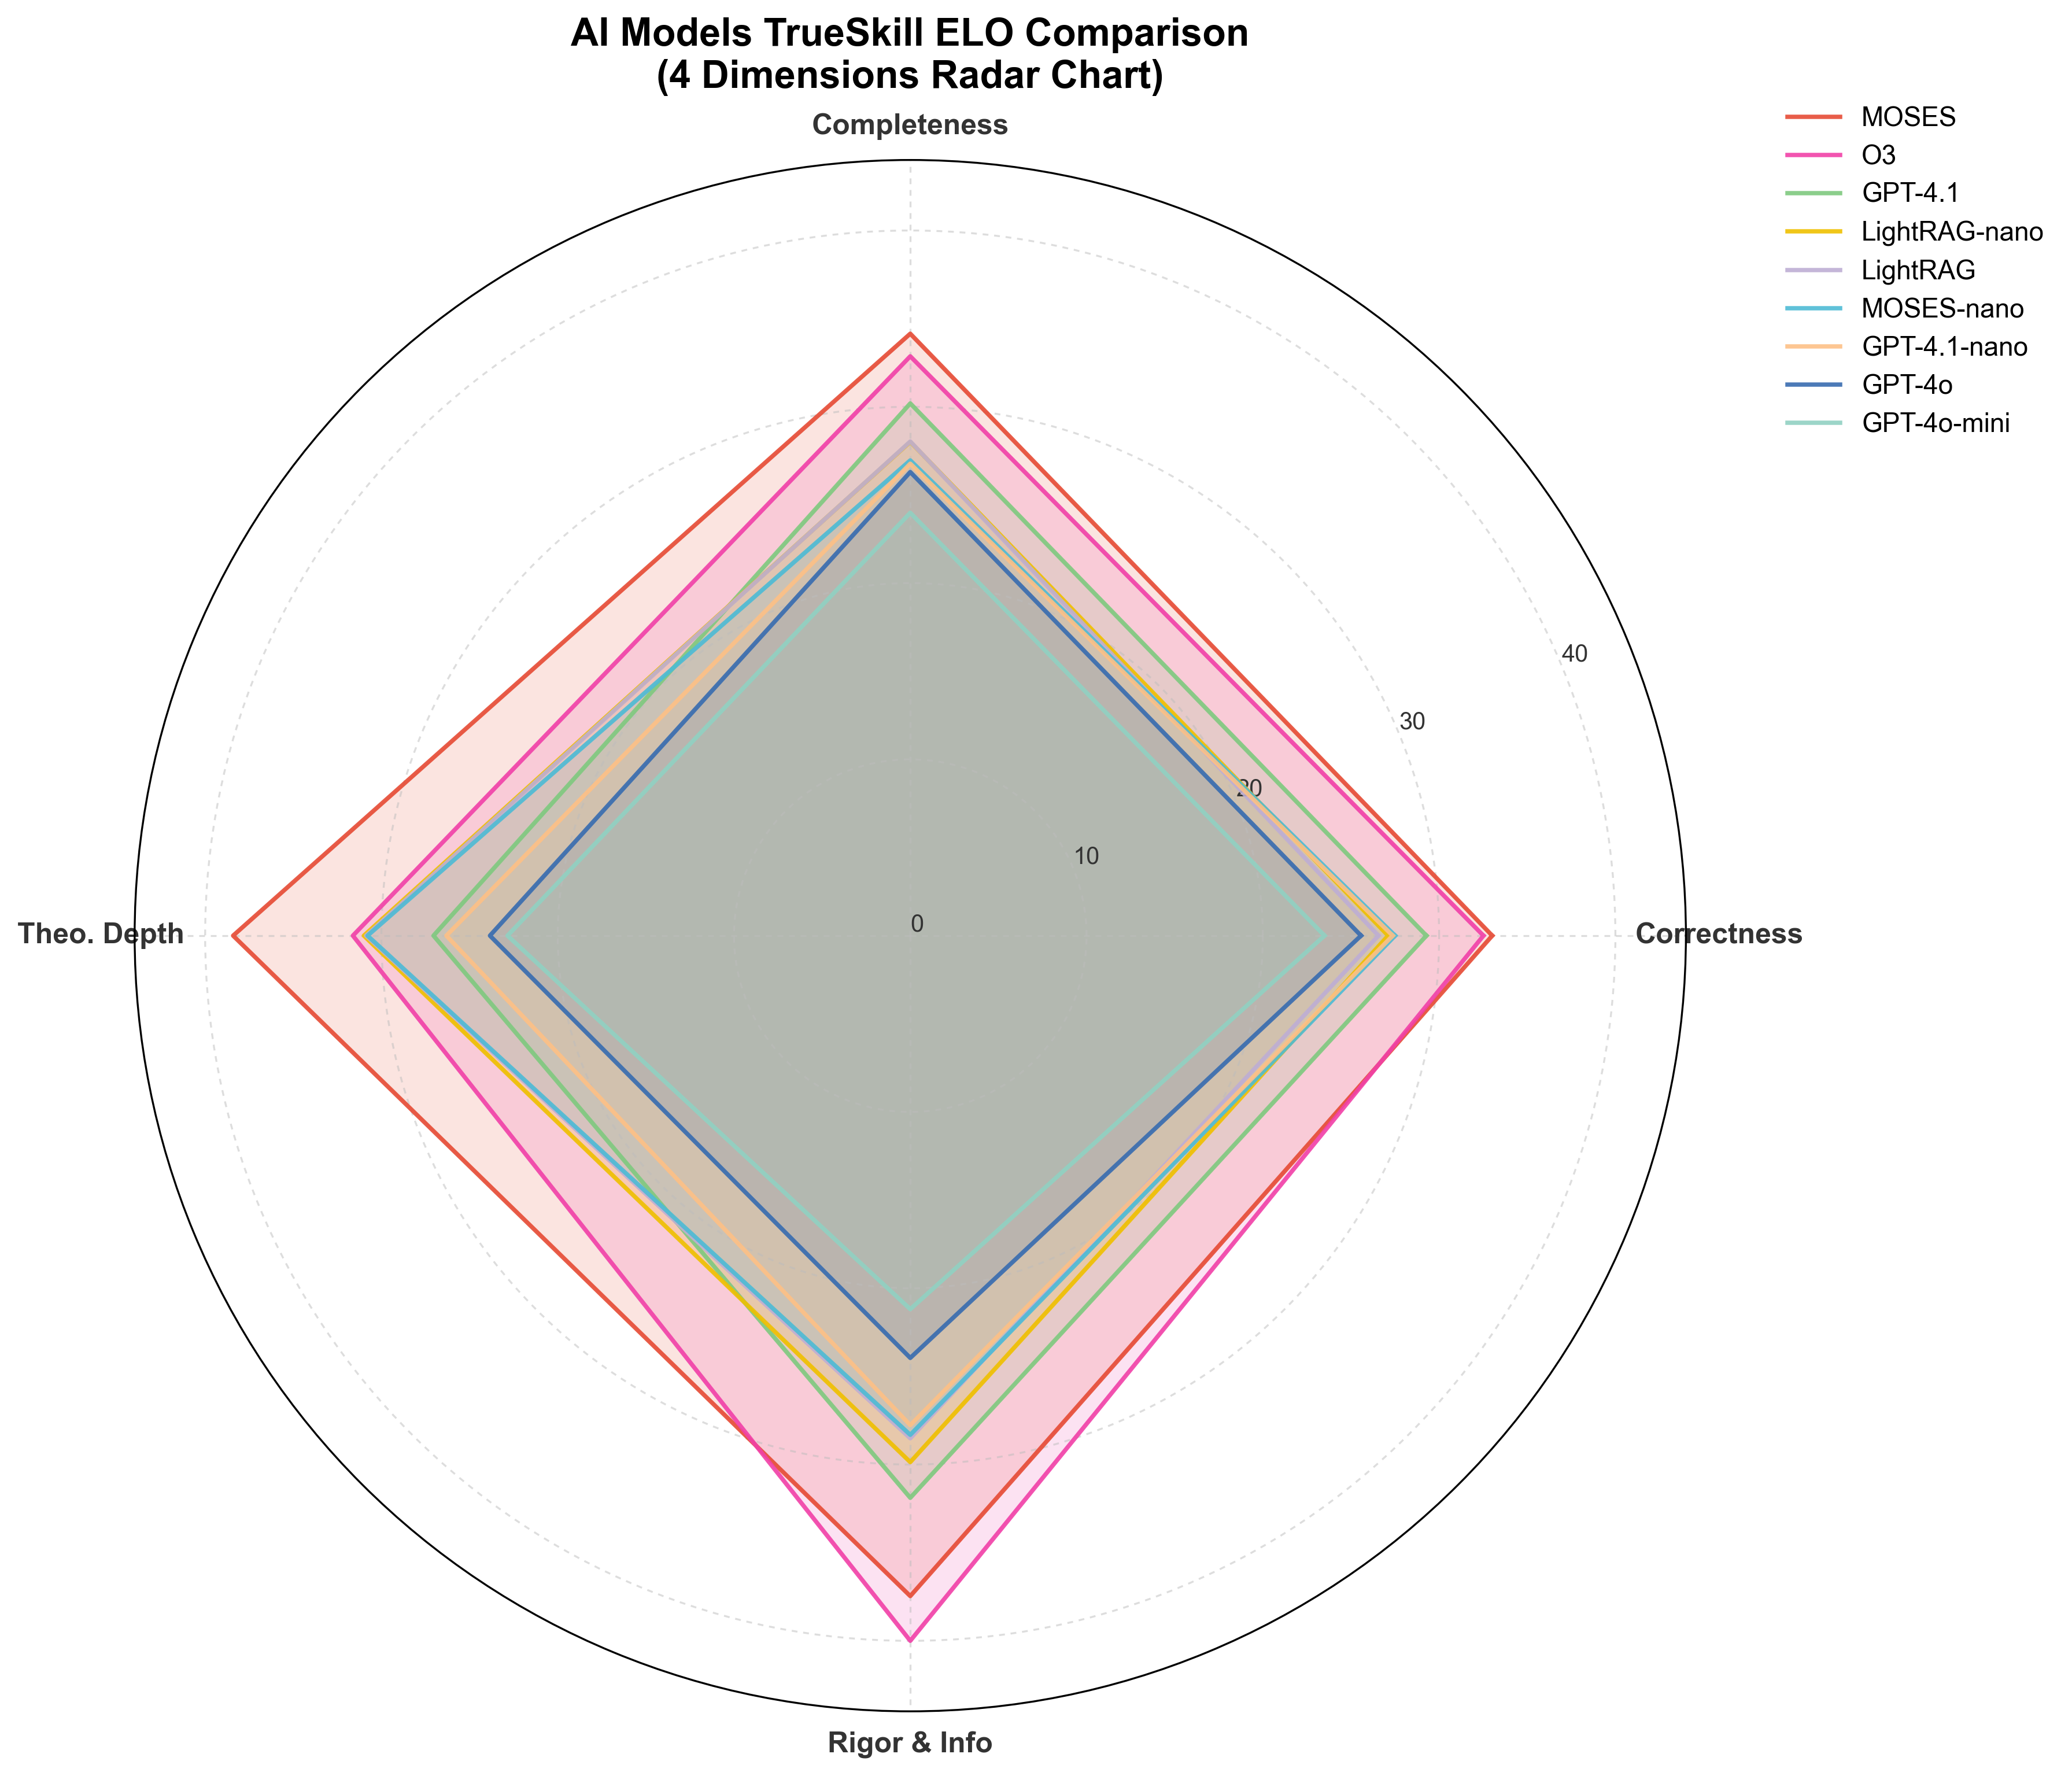 AI Models TrueSkill ELO Comparison
(4 Dimensions Radar Chart)
Completeness
MOSES
O3
GPT-4.1
LightRAG-nano
LightRAG
MOSES-nano
GPT-4.1-nano
GPT-4o
GPT-4o-mini
40
30
20
10
0
Theo. Depth
Correctness
Rigor & Info